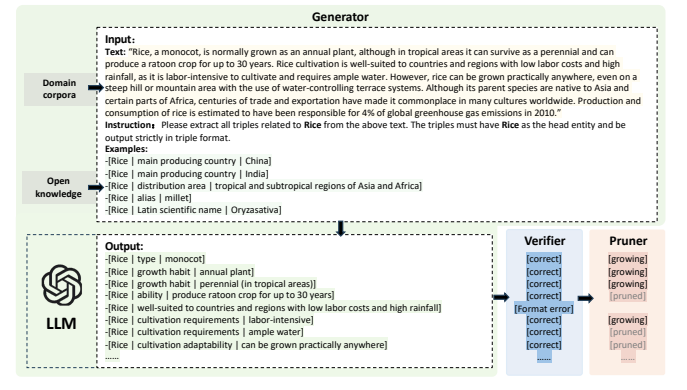 Generator
Input:
Text: "Rice, a monocot, is normally grown as an annual plant, although in tropical areas it can survive as a perennial and can
produce a ratoon crop for up to 30 years. Rice cultivation is well-suited to countries and regions with low labor costs and high
rainfall, as it is labor-intensive to cultivate and requires ample water. However, rice can be grown practically anywhere, even on a
steep hill or mountain area with the use of water-controlling terrace systems. Although its parent species are native to Asia and
certain parts of Africa, centuries of trade and exportation have made it commonplace in many cultures worldwide. Production and
consumption of rice is estimated to have been responsible for 4% of global greenhouse gas emissions in 2010."
Instruction: Please extract all triples related to Rice from the above text. The triples must have Rice as the head entity and be
output strictly in triple format.
Examples:
-[Rice | main producing country | China]
-[Rice | main producing country | India]
-[Rice | distribution area | tropical and subtropical regions of Asia and Africa]
-[Rice | alias | millet]
-[Rice | Latin scientific name | Oryzasativa]
Domain
corpora
Open
knowledge
LLM
Output:
-[Rice | type | monocot]
-[Rice | growth habit | annual plant]
-[Rice | growth habit | perennial (in tropical areas)]
-[Rice | ability | produce ratoon crop for up to 30 years]
-[Rice | well-suited to countries and regions with low labor costs and high rainfall]
-[Rice | cultivation requirements | labor-intensive]
-[Rice | cultivation requirements | ample water]
-[Rice | cultivation adaptability | can be grown practically anywhere]
......
Verifier
[correct]
[correct]
[correct]
[correct]
[Format error]
[correct]
[correct]
[correct]
......
Pruner
[growing]
[growing]
[growing]
[pruned]
[growing]
[pruned]
[pruned]
......